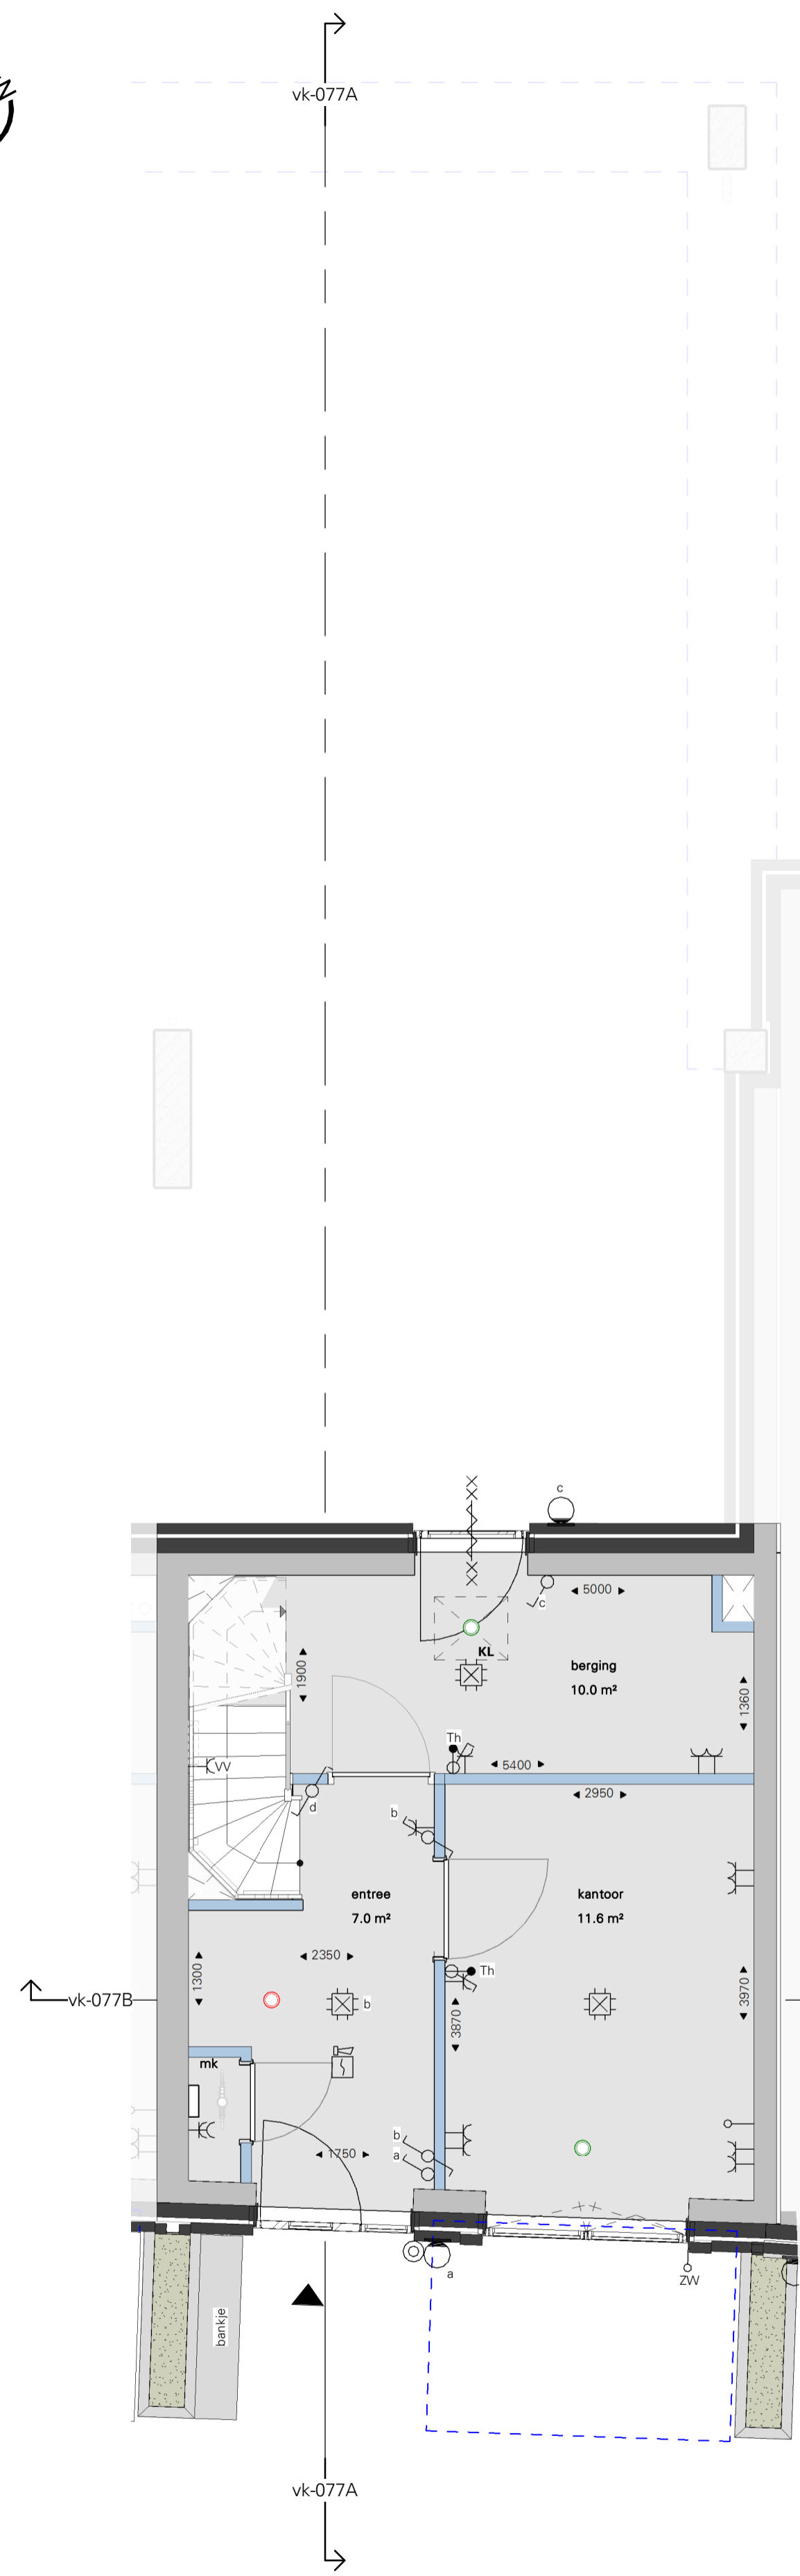 vk-077A
c
5000
c
KL
berging
10.0 m²
1900
1360
Th
5400
VV
2950
d
b
entree
7.0 m²
kantoor
11.6 m²
2350
1300
Th
3970
vk-077B
b
3870
mk
b
1750
a
a
ZW
bankje
vk-077A